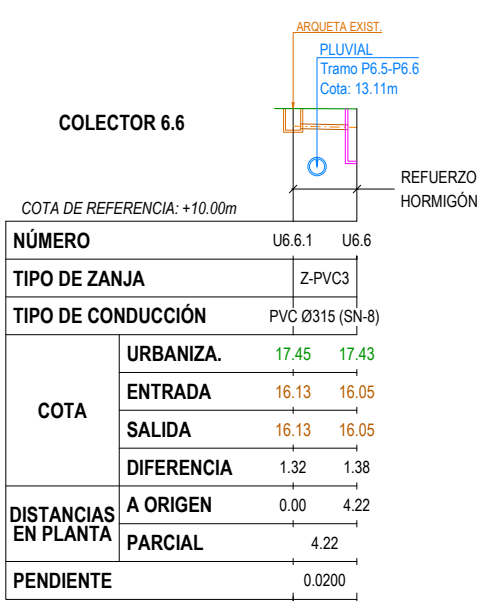 ARQUETA EXIST.
PLUVIAL
Tramo P6.5-P6.6
Cota: 13.11m
COLECTOR 6.6
REFUERZO
HORMIGÓN
COTA DE REFERENCIA: +10.00m
NÚMERO U6.6.1 U6.6
TIPO DE ZANJA Z-PVC3
TIPO DE CONDUCCIÓN PVC Ø315 (SN-8)
COTA
URBANIZA. 17.45 17.43
ENTRADA 16.13 16.05
SALIDA 16.13 16.05
DIFERENCIA 1.32 1.38
DISTANCIAS
EN PLANTA
A ORIGEN 0.00 4.22
PARCIAL 4.22
PENDIENTE 0.0200